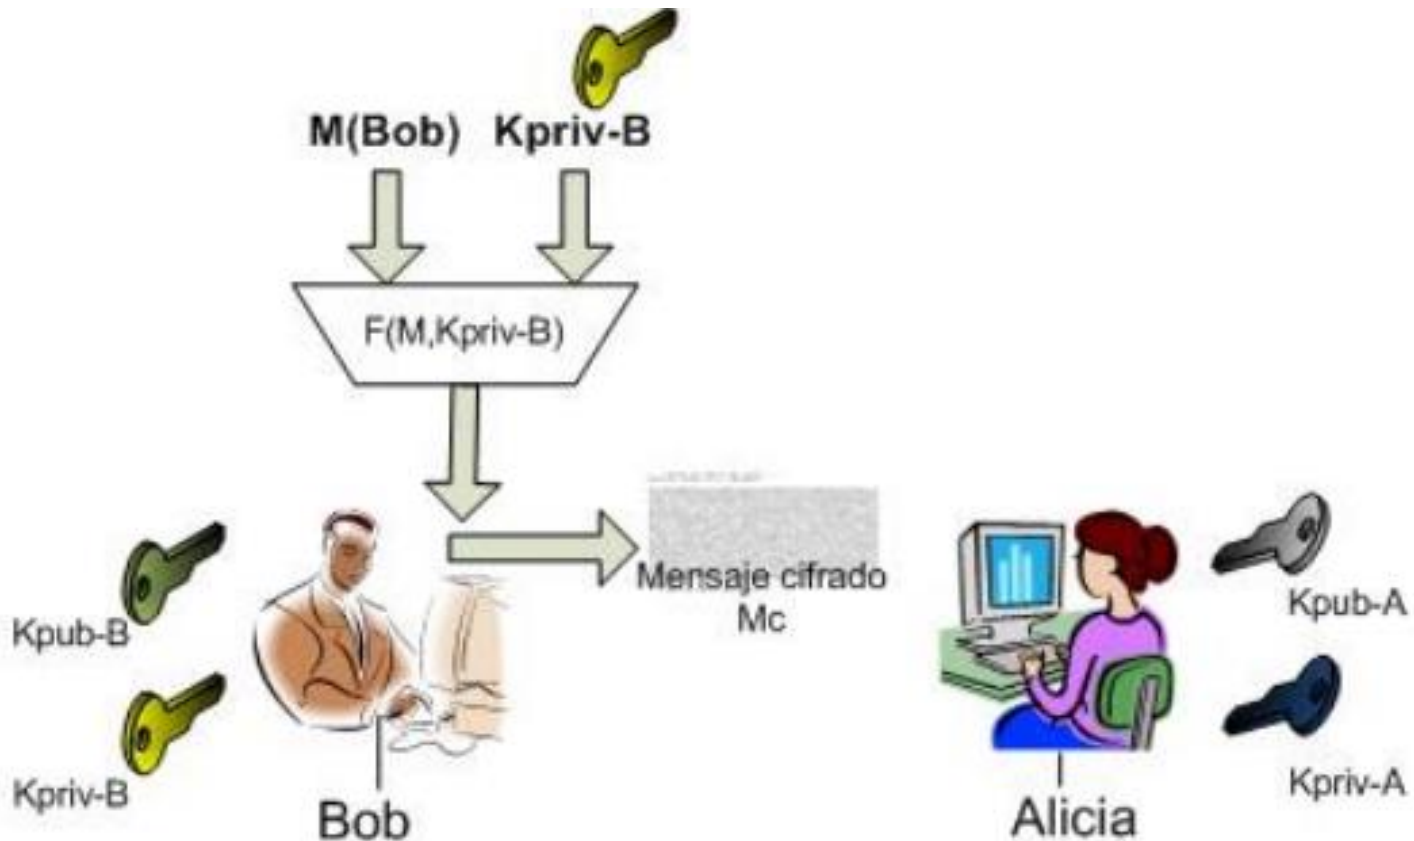 M(Bob) Kpriv-B
F(M,Kpriv-B)
Mensaje cifrado
Mc
Kpub-B
Kpriv-B
Bob
Kpub-A
Kpriv-A
Alicia